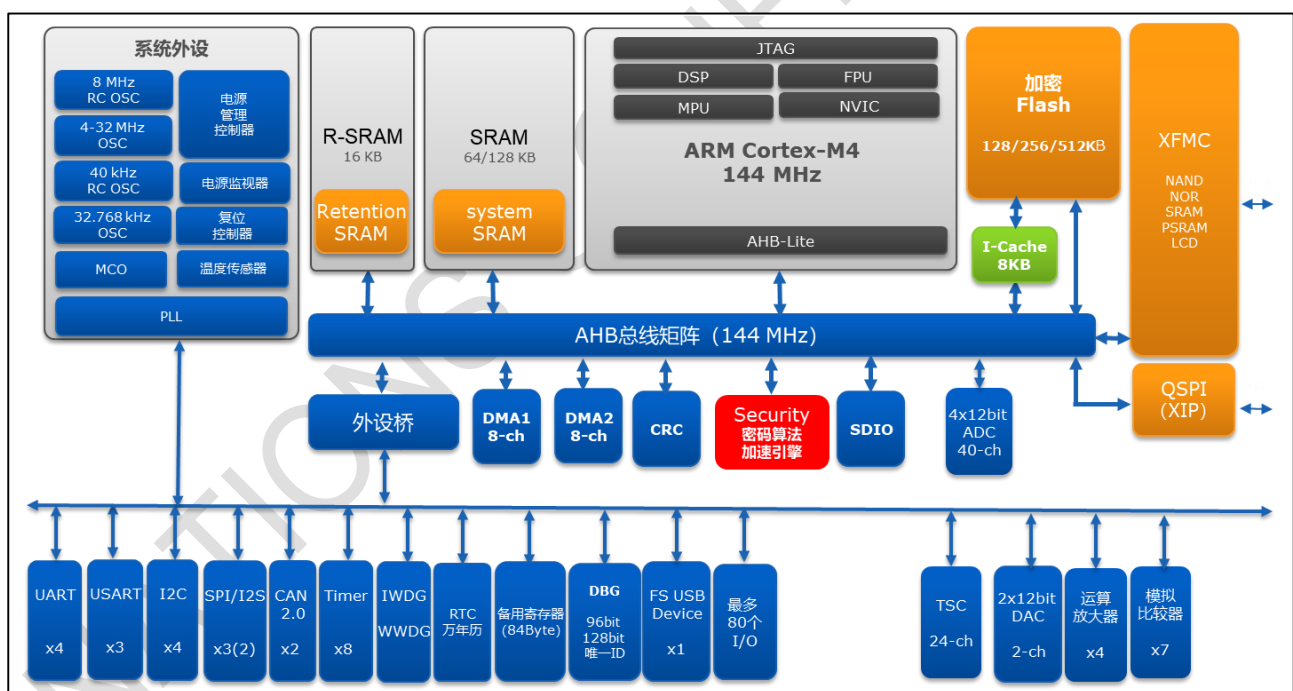 系统外设
8 MHz
RC OSC
4-32 MHz
OSC
40 kHz
RC OSC
32.768 kHz
OSC
MCO
电源
管理
控制器
电源监视器
复位
控制器
温度传感器
PLL
R-SRAM
16 KB
Retention
SRAM
SRAM
64/128 KB
system
SRAM
JTAG
DSP
FPU
MPU
NVIC
ARM Cortex-M4
144 MHz
AHB-Lite
加密
Flash
128/256/512KB
I-Cache
8KB
XFMC
NAND
NOR
SRAM
PSRAM
LCD
AHB总线矩阵 (144 MHz)
QSPI
(XIP)
外设桥
DMA1
8-ch
DMA2
8-ch
CRC
Security
密码算法
加速引擎
SDIO
4x12bit
ADC
40-ch
UART
x4
USART
x3
I2C
x4
SPI/I2S
x3(2)
CAN
2.0
x2
Timer
x8
IWDG
WWDG
RTC
万年历
备用寄存器
(84Byte)
DBG
96bit
128bit
唯一ID
FS USB
Device
x1
最多
80个
I/O
TSC
24-ch
2x12bit
DAC
2-ch
运算
放大器
x4
模拟
比较器
x7
NATIONS